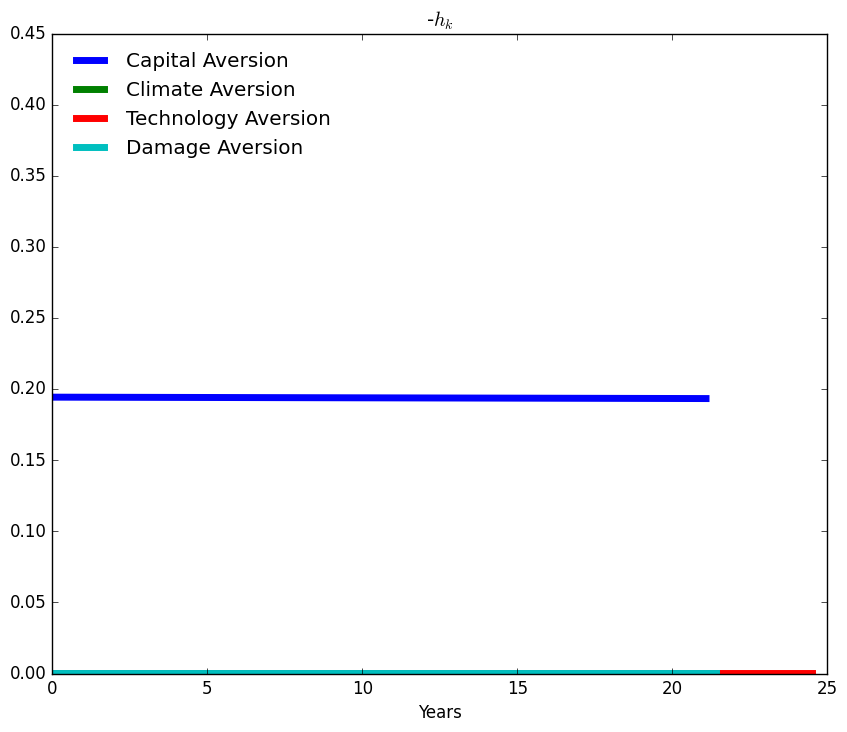 -h_k
0.45
Capital Aversion
Climate Aversion
0.40
Technology Aversion
Damage Aversion
0.35
0.30
0.25
0.20
0.15
0.10
0.05
0.00
0 5 10 15 20 25
Years